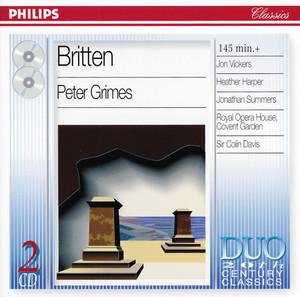 PHILIPS
Classics
Britten
Peter Grimes
145 min.+
Jon Vickers
Heather Harper
Jonathan Summers
Royal Opera House,
Covent Garden
Sir Colin Davis
2
CD
DUO
20th
CENTURY
CLASSICS